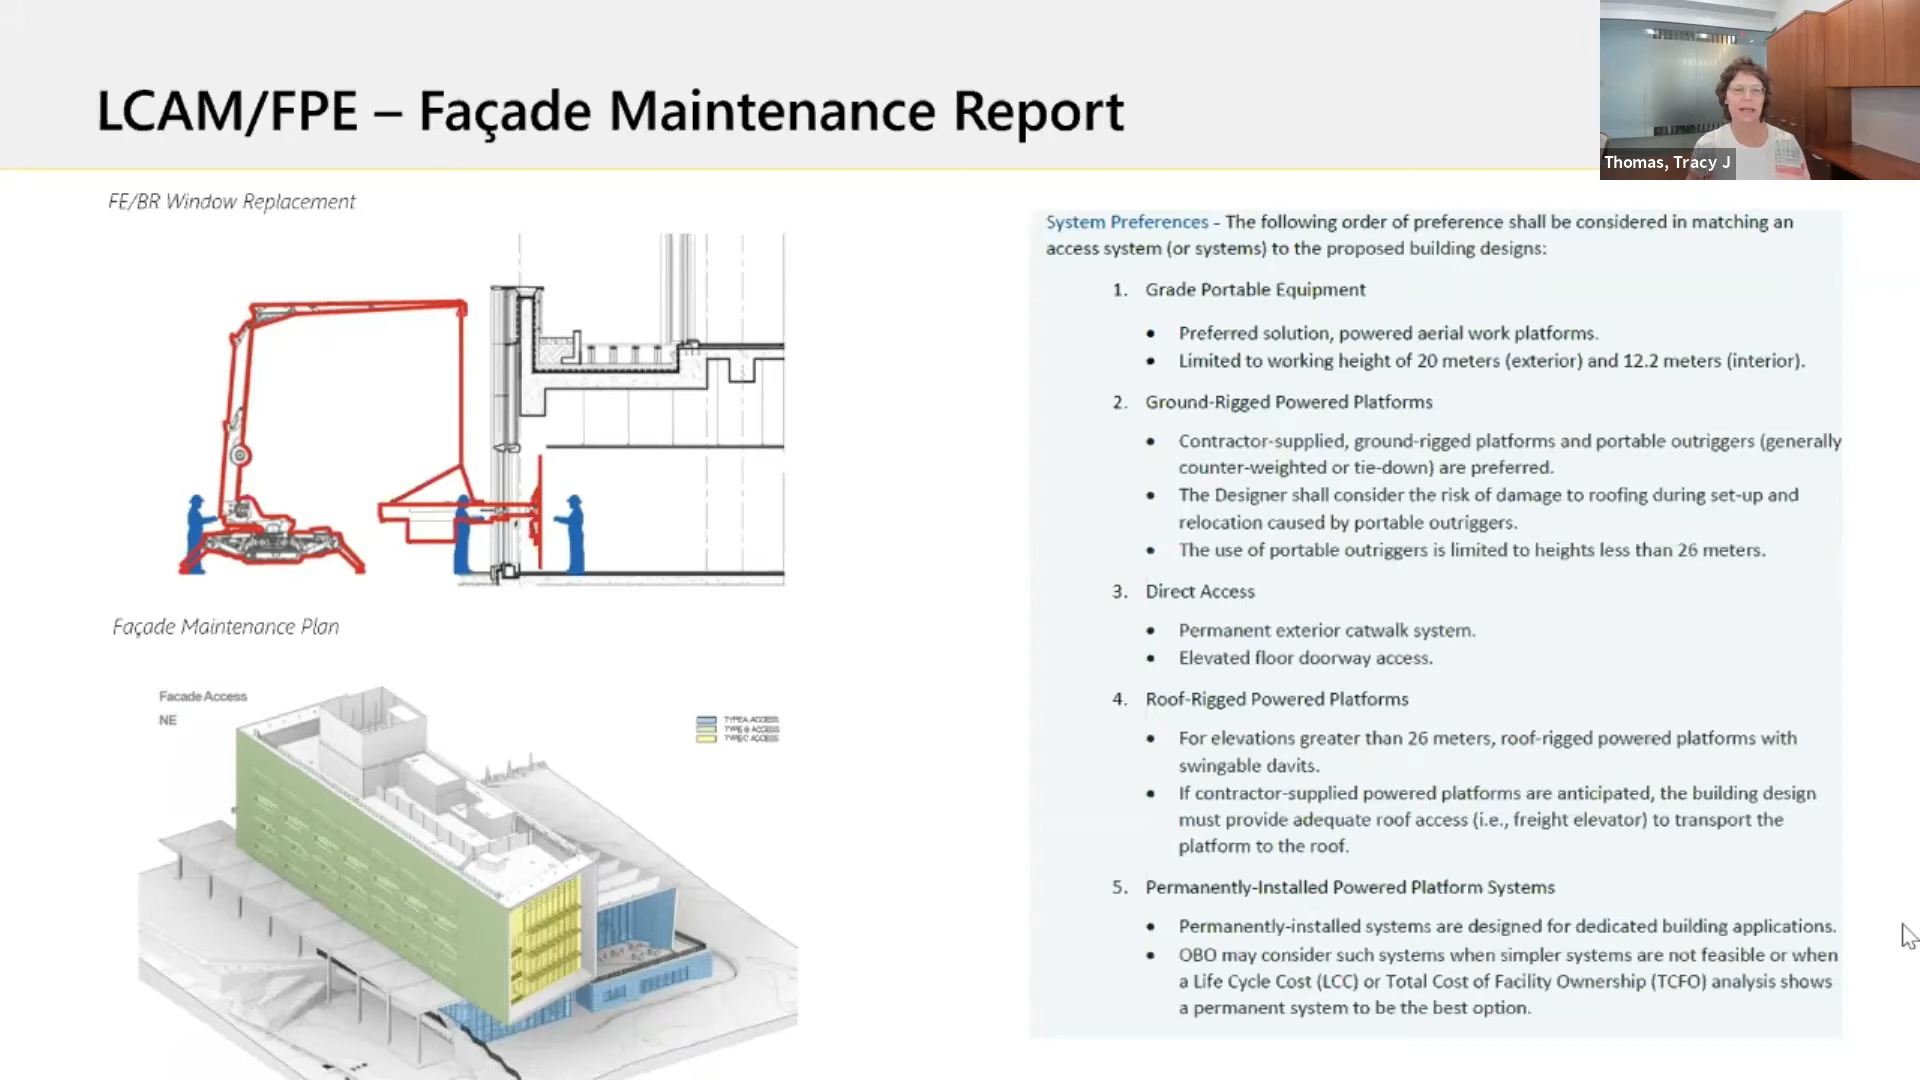 LCAM/FPE – Façade Maintenance Report
Thomas, Tracy J
FE/BR Window Replacement
Façade Maintenance Plan
Facade Access
NE
TYPE A ACCESS
TYPE B ACCESS
TYPE C ACCESS
System Preferences - The following order of preference shall be considered in matching an
access system (or systems) to the proposed building designs:
1. Grade Portable Equipment
• Preferred solution, powered aerial work platforms.
• Limited to working height of 20 meters (exterior) and 12.2 meters (interior).
2. Ground-Rigged Powered Platforms
• Contractor-supplied, ground-rigged platforms and portable outriggers (generally
counter-weighted or tie-down) are preferred.
• The Designer shall consider the risk of damage to roofing during set-up and
relocation caused by portable outriggers.
• The use of portable outriggers is limited to heights less than 26 meters.
3. Direct Access
• Permanent exterior catwalk system.
• Elevated floor doorway access.
4. Roof-Rigged Powered Platforms
• For elevations greater than 26 meters, roof-rigged powered platforms with
swingable davits.
• If contractor-supplied powered platforms are anticipated, the building design
must provide adequate roof access (i.e., freight elevator) to transport the
platform to the roof.
5. Permanently-Installed Powered Platform Systems
• Permanently-installed systems are designed for dedicated building applications.
• OBO may consider such systems when simpler systems are not feasible or when
a Life Cycle Cost (LCC) or Total Cost of Facility Ownership (TCFO) analysis shows
a permanent system to be the best option.